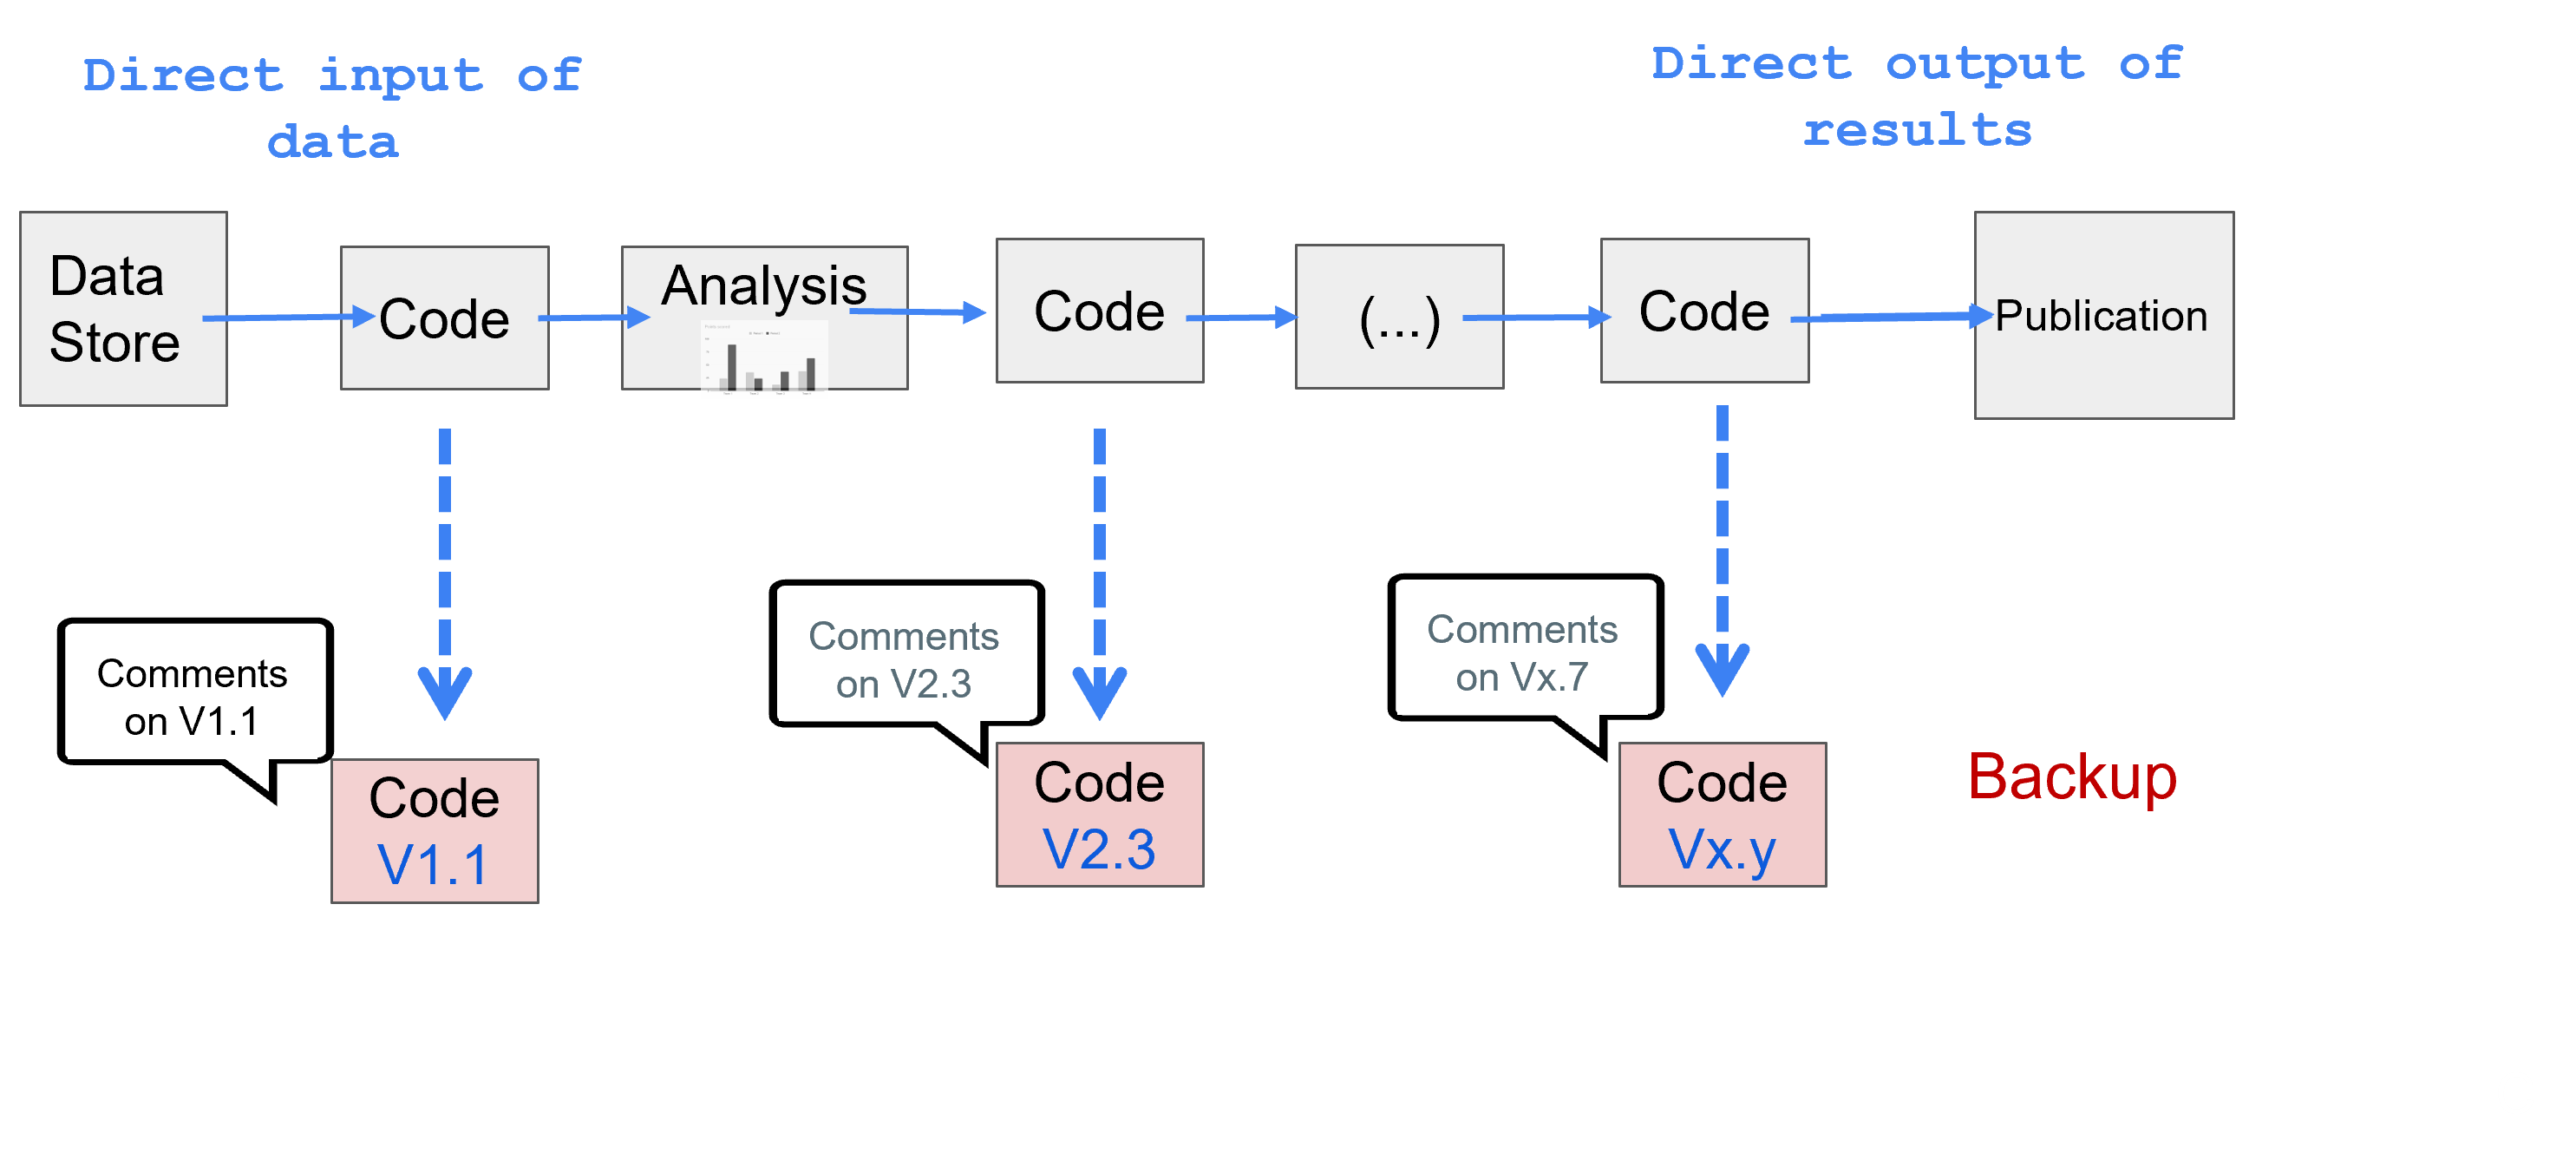 Direct input of
data
Direct output of
results
Data
Store
Code
Analysis
Code
(...)
Code
Publication
Comments
on V1.1
Comments
on V2.3
Comments
on Vx.7
Code
V1.1
Code
V2.3
Code
Vx.y
Backup